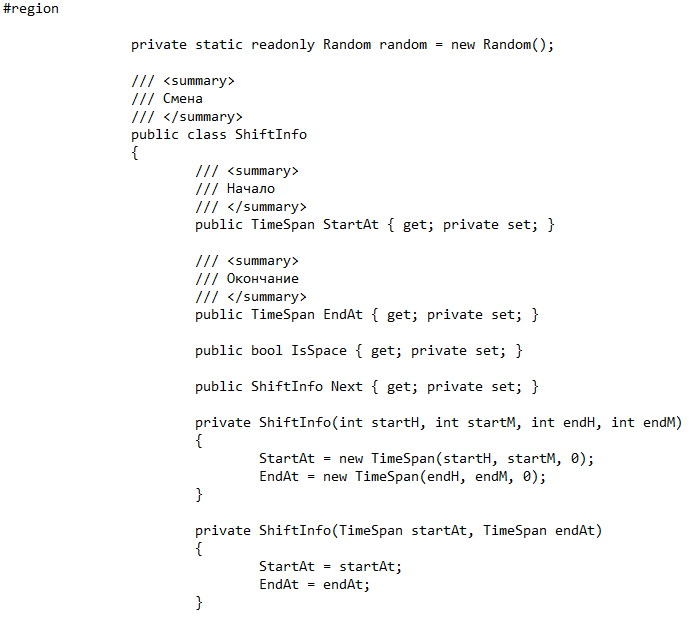 #region
private static readonly Random random = new Random();
/// <summary>
/// Смена
/// </summary>
public class ShiftInfo
{
/// <summary>
/// Начало
/// </summary>
public TimeSpan StartAt { get; private set; }
/// <summary>
/// Окончание
/// </summary>
public TimeSpan EndAt { get; private set; }
public bool IsSpace { get; private set; }
public ShiftInfo Next { get; private set; }
private ShiftInfo(int startH, int startM, int endH, int endM)
{
StartAt = new TimeSpan(startH, startM, 0);
EndAt = new TimeSpan(endH, endM, 0);
}
private ShiftInfo(TimeSpan startAt, TimeSpan endAt)
{
StartAt = startAt;
EndAt = endAt;
}